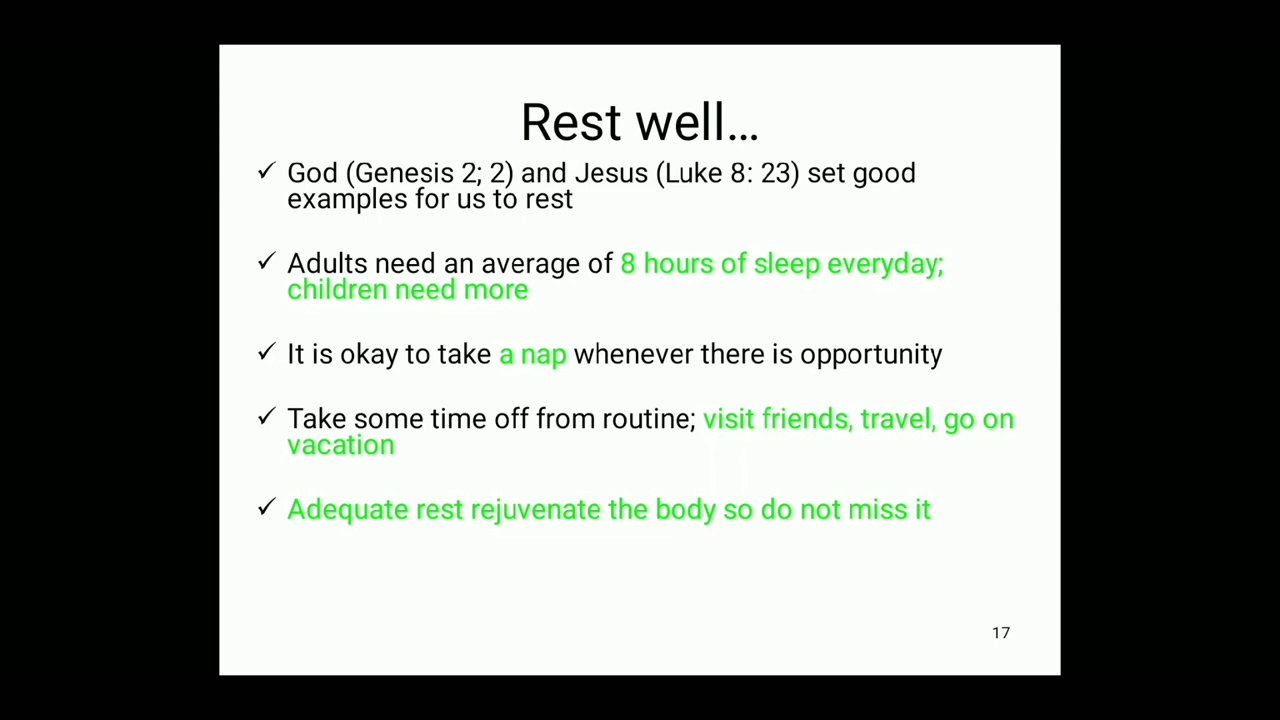 Rest well...
✓ God (Genesis 2; 2) and Jesus (Luke 8: 23) set good
examples for us to rest
✓ Adults need an average of 8 hours of sleep everyday;
children need more
✓ It is okay to take a nap whenever there is opportunity
✓ Take some time off from routine; visit friends, travel, go on
vacation
✓ Adequate rest rejuvenate the body so do not miss it
17